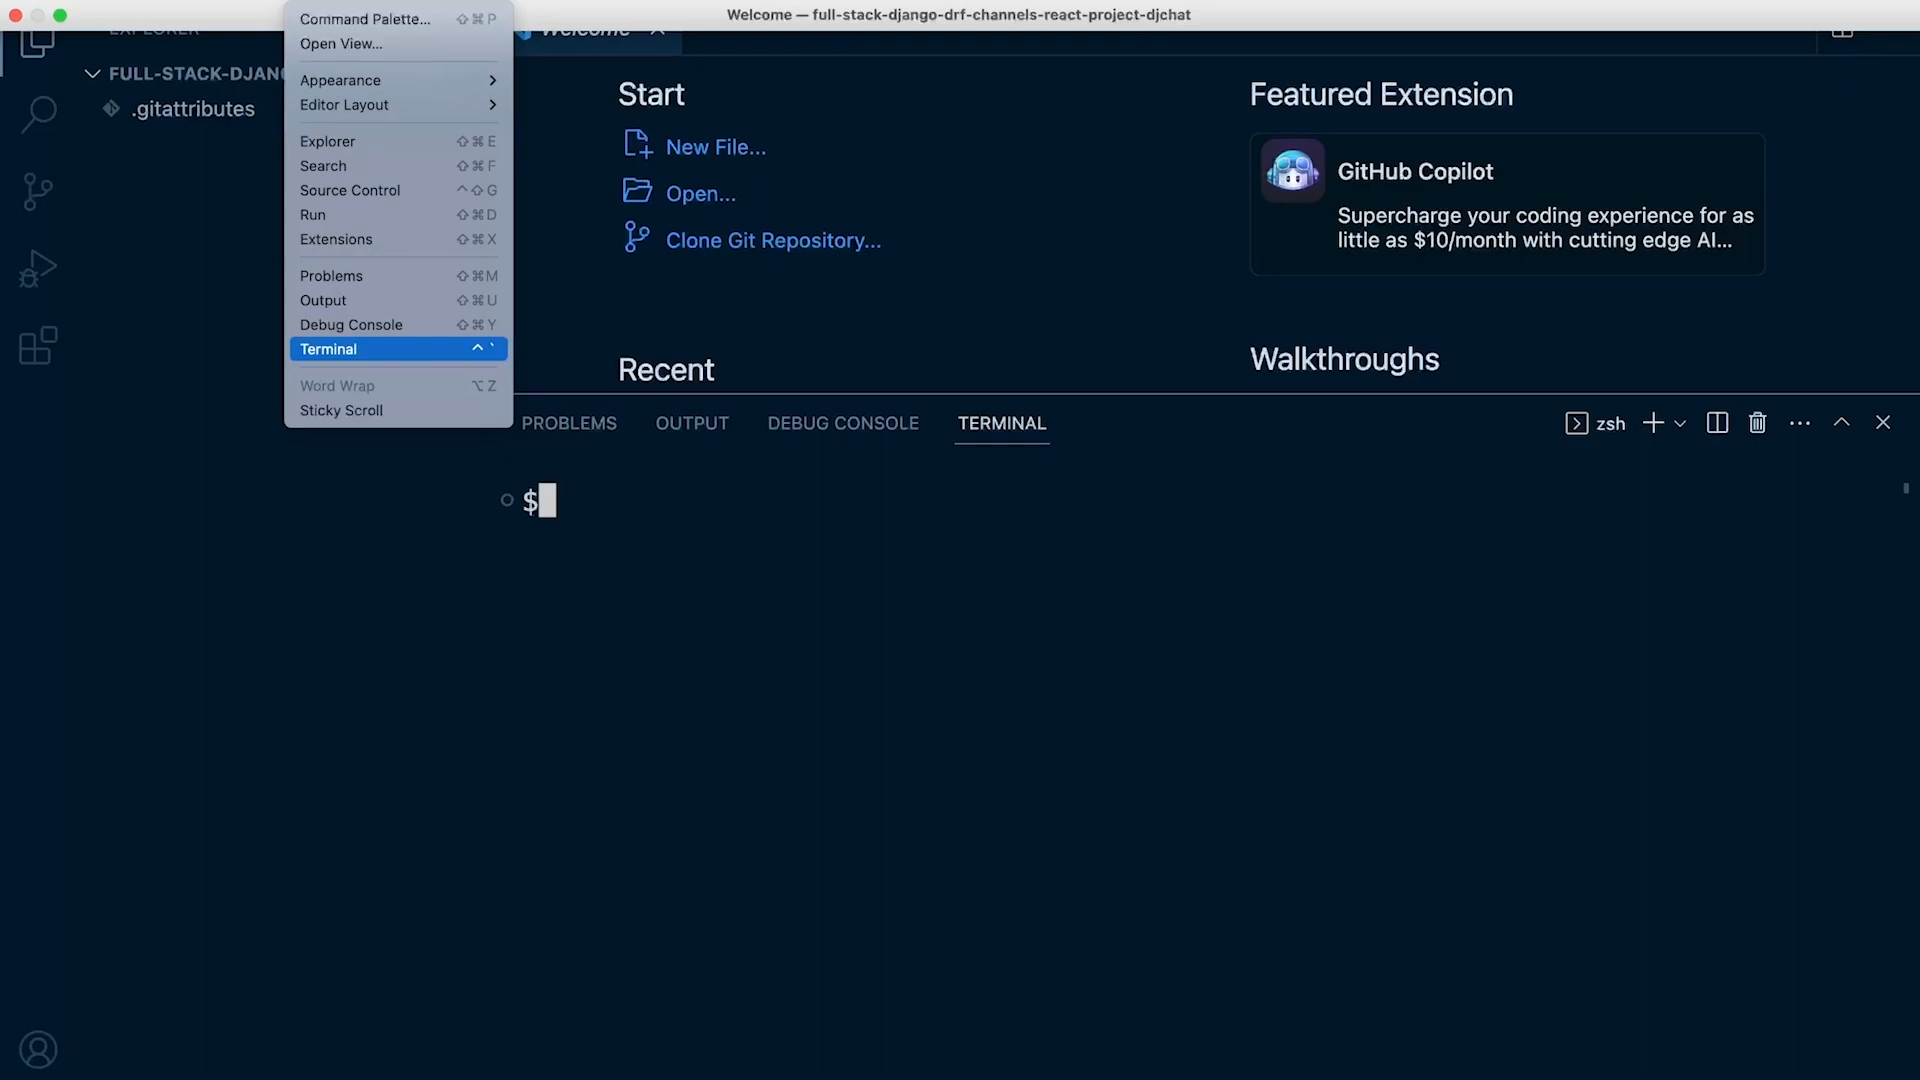 Welcome — full-stack-django-drf-channels-react-project-djchat
EXPLORER
FULL-STACK-DJANG
.gitattributes
Command Palette... ⇧⌘P
Open View...
Appearance
Editor Layout
Explorer ⇧⌘E
Search ⇧⌘F
Source Control ^⇧G
Run ⇧⌘D
Extensions ⇧⌘X
Problems ⇧⌘M
Output ⇧⌘U
Debug Console ⇧⌘Y
Terminal ^`
Word Wrap ⌥Z
Sticky Scroll
Welcome
Start
New File...
Open...
Clone Git Repository...
Recent
Featured Extension
GitHub Copilot
Supercharge your coding experience for as
little as $10/month with cutting edge AI...
Walkthroughs
PROBLEMS OUTPUT DEBUG CONSOLE TERMINAL
zsh
$